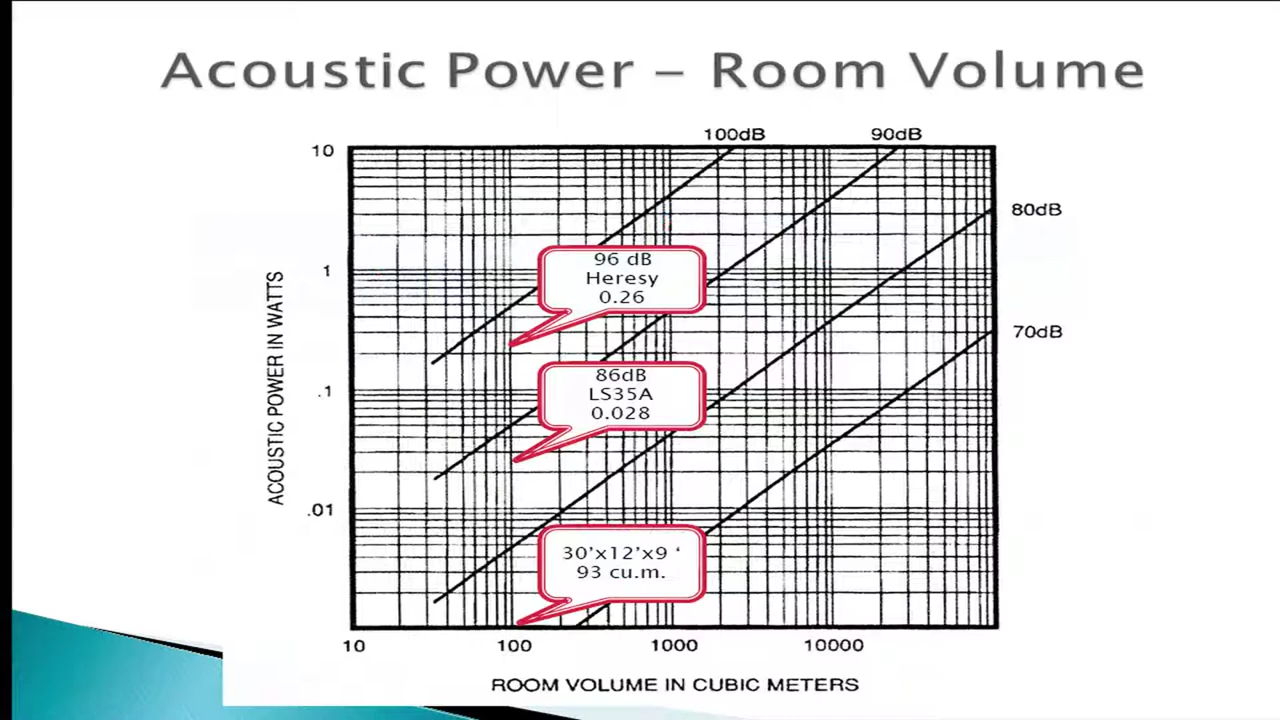 Acoustic Power – Room Volume
100dB
90dB
10
80dB
96 dB
Heresy
0.26
1
70dB
86dB
LS35A
0.028
.1
ACOUSTIC POWER IN WATTS
.01
30’x12’x9 ‘
93 cu.m.
10
100
1000
10000
ROOM VOLUME IN CUBIC METERS